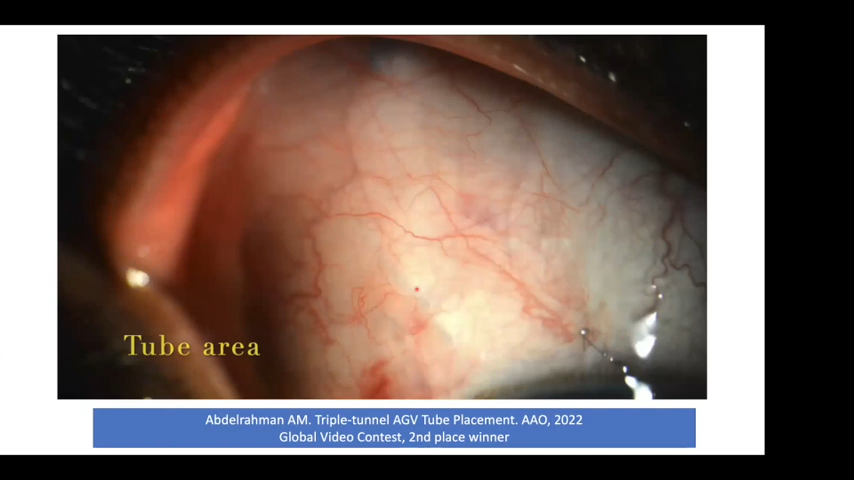 Tube area
Abdelrahman AM. Triple-tunnel AGV Tube Placement. AAO, 2022
Global Video Contest, 2nd place winner